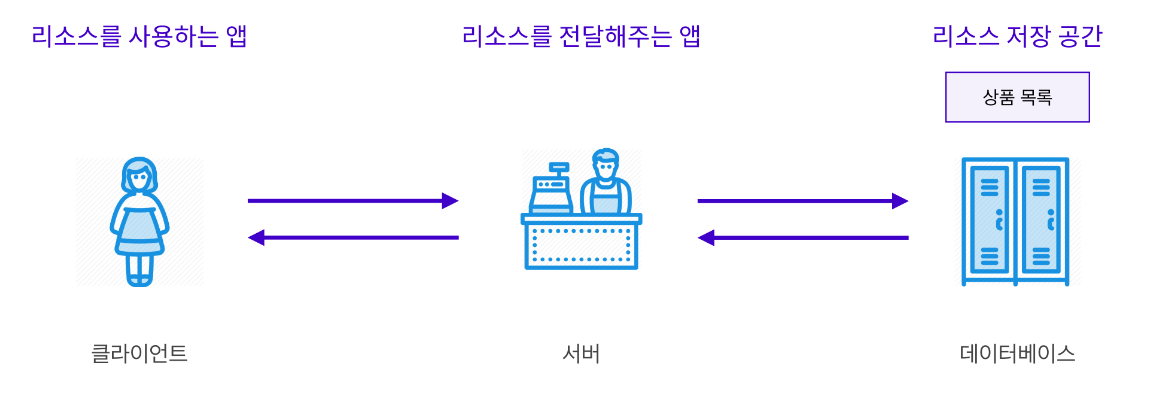 리소스를 사용하는 앱
리소스를 전달해주는 앱
리소스 저장 공간
상품 목록
클라이언트
서버
데이터베이스